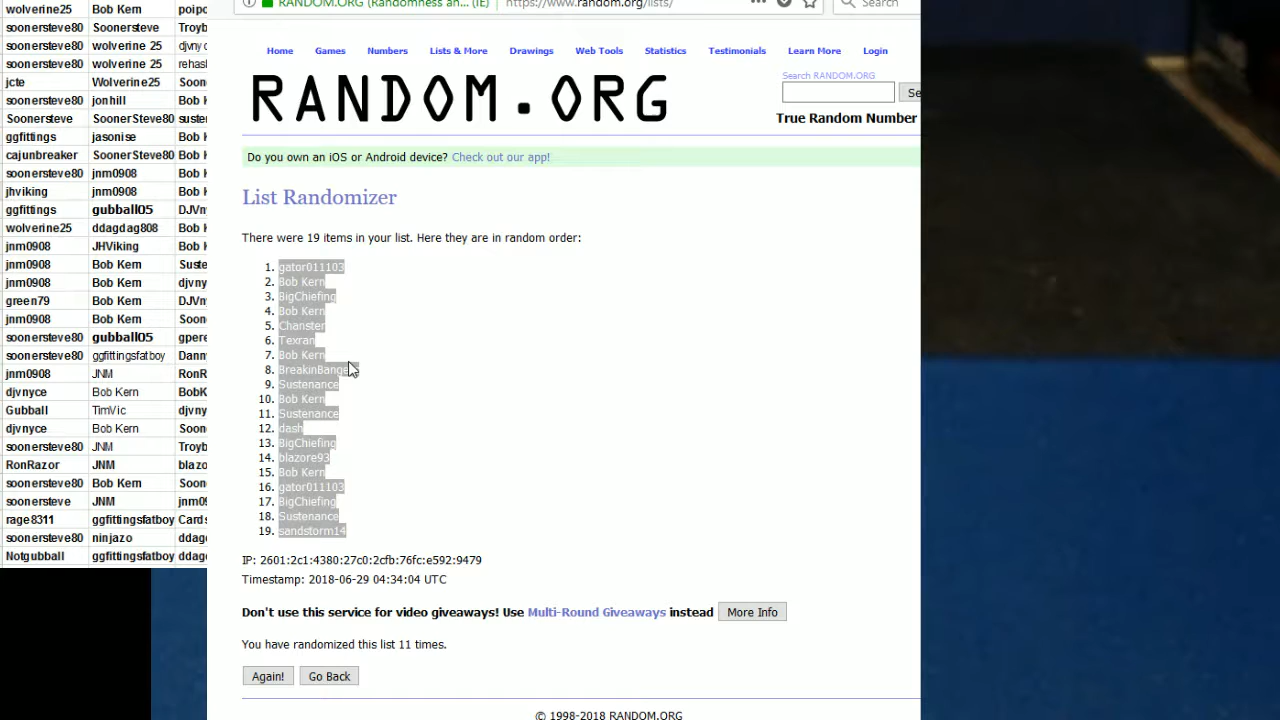 wolverine25 Bob Kern
soonersteve80 Soonersteve
soonersteve80 wolverine 25
soonersteve80 wolverine 25
jcte Wolverine25
soonersteve80 jonhill
Soonersteve SoonerSteve80
ggfittings jasonise
cajunbreaker SoonerSteve80
soonersteve80 jnm0908
jhviking jnm0908
ggfittings gubball05
wolverine25 ddagdag808
jnm0908 JHViking
jnm0908 Bob Kern
jnm0908 Bob Kern
green79 Bob Kern
jnm0908 Bob Kern
soonersteve80 gubball05
soonersteve80 ggfittingsfatboy
jnm0908 JNM
djvnyce Bob Kern
Gubball TimVic
djvnyce Bob Kern
soonersteve80 JNM
RonRazor JNM
soonersteve80 Bob Kern
soonersteve JNM
rage8311 ggfittingsfatboy
soonersteve80 ninjazo
Notgubball ggfittingsfatboy
RANDOM.ORG (Randomness an... (IE) https://www.random.org/lists/ ... Search
Home Games Numbers Lists & More Drawings Web Tools Statistics Testimonials Learn More Login
RANDOM.ORG
Search RANDOM.ORG
Se
True Random Number
Do you own an iOS or Android device? Check out our app!
List Randomizer
There were 19 items in your list. Here they are in random order:
1. gator011103
2. Bob Kern
3. BigChiefing
4. Bob Kern
5. Chanster
6. Texran
7. Bob Kern
8. BreakinBange
9. Sustenance
10. Bob Kern
11. Sustenance
12. dash
13. BigChiefing
14. blazore93
15. Bob Kern
16. gator011103
17. BigChiefing
18. Sustenance
19. sandstorm14
IP: 2601:2c1:4380:27c0:2cfb:76fc:e592:9479
Timestamp: 2018-06-29 04:34:04 UTC
Don't use this service for video giveaways! Use Multi-Round Giveaways instead More Info
You have randomized this list 11 times.
Again! Go Back
© 1998-2018 RANDOM.ORG